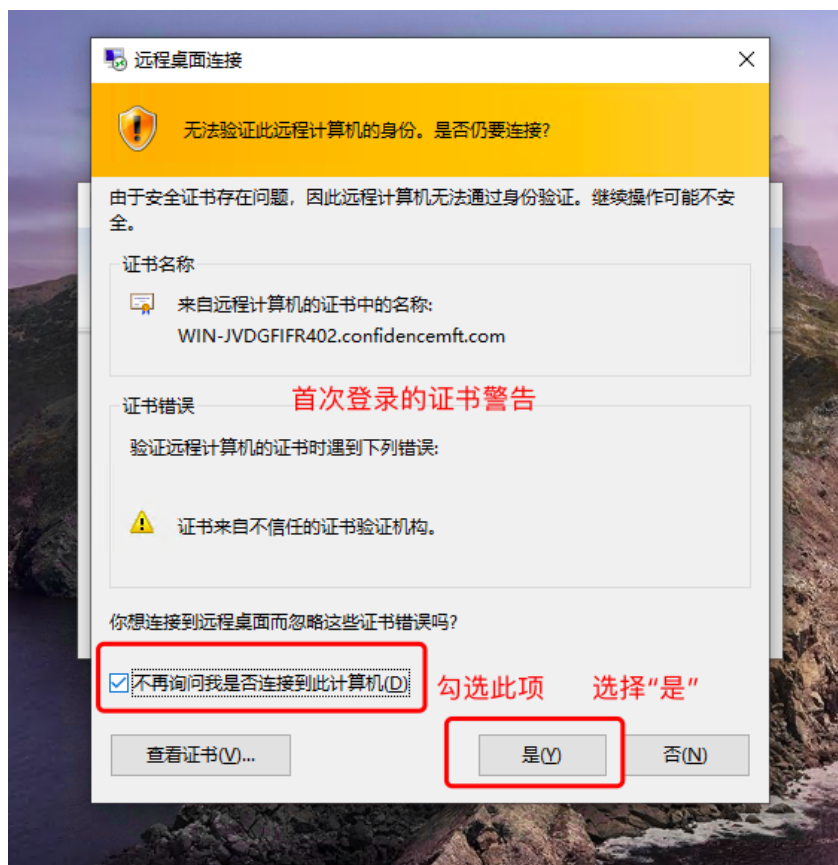 远程桌面连接
无法验证此远程计算机的身份。是否仍要连接?
由于安全证书存在问题，因此远程计算机无法通过身份验证。继续操作可能不安
全。
证书名称
来自远程计算机的证书中的名称:
WIN-JVDGFIFR402.confidencemft.com
首次登录的证书警告
证书错误
验证远程计算机的证书时遇到下列错误:
证书来自不信任的证书验证机构。
你想连接到远程桌面而忽略这些证书错误吗?
不再询问我是否连接到此计算机(D) 勾选此项 选择“是”
查看证书(V)... 是(Y) 否(N)